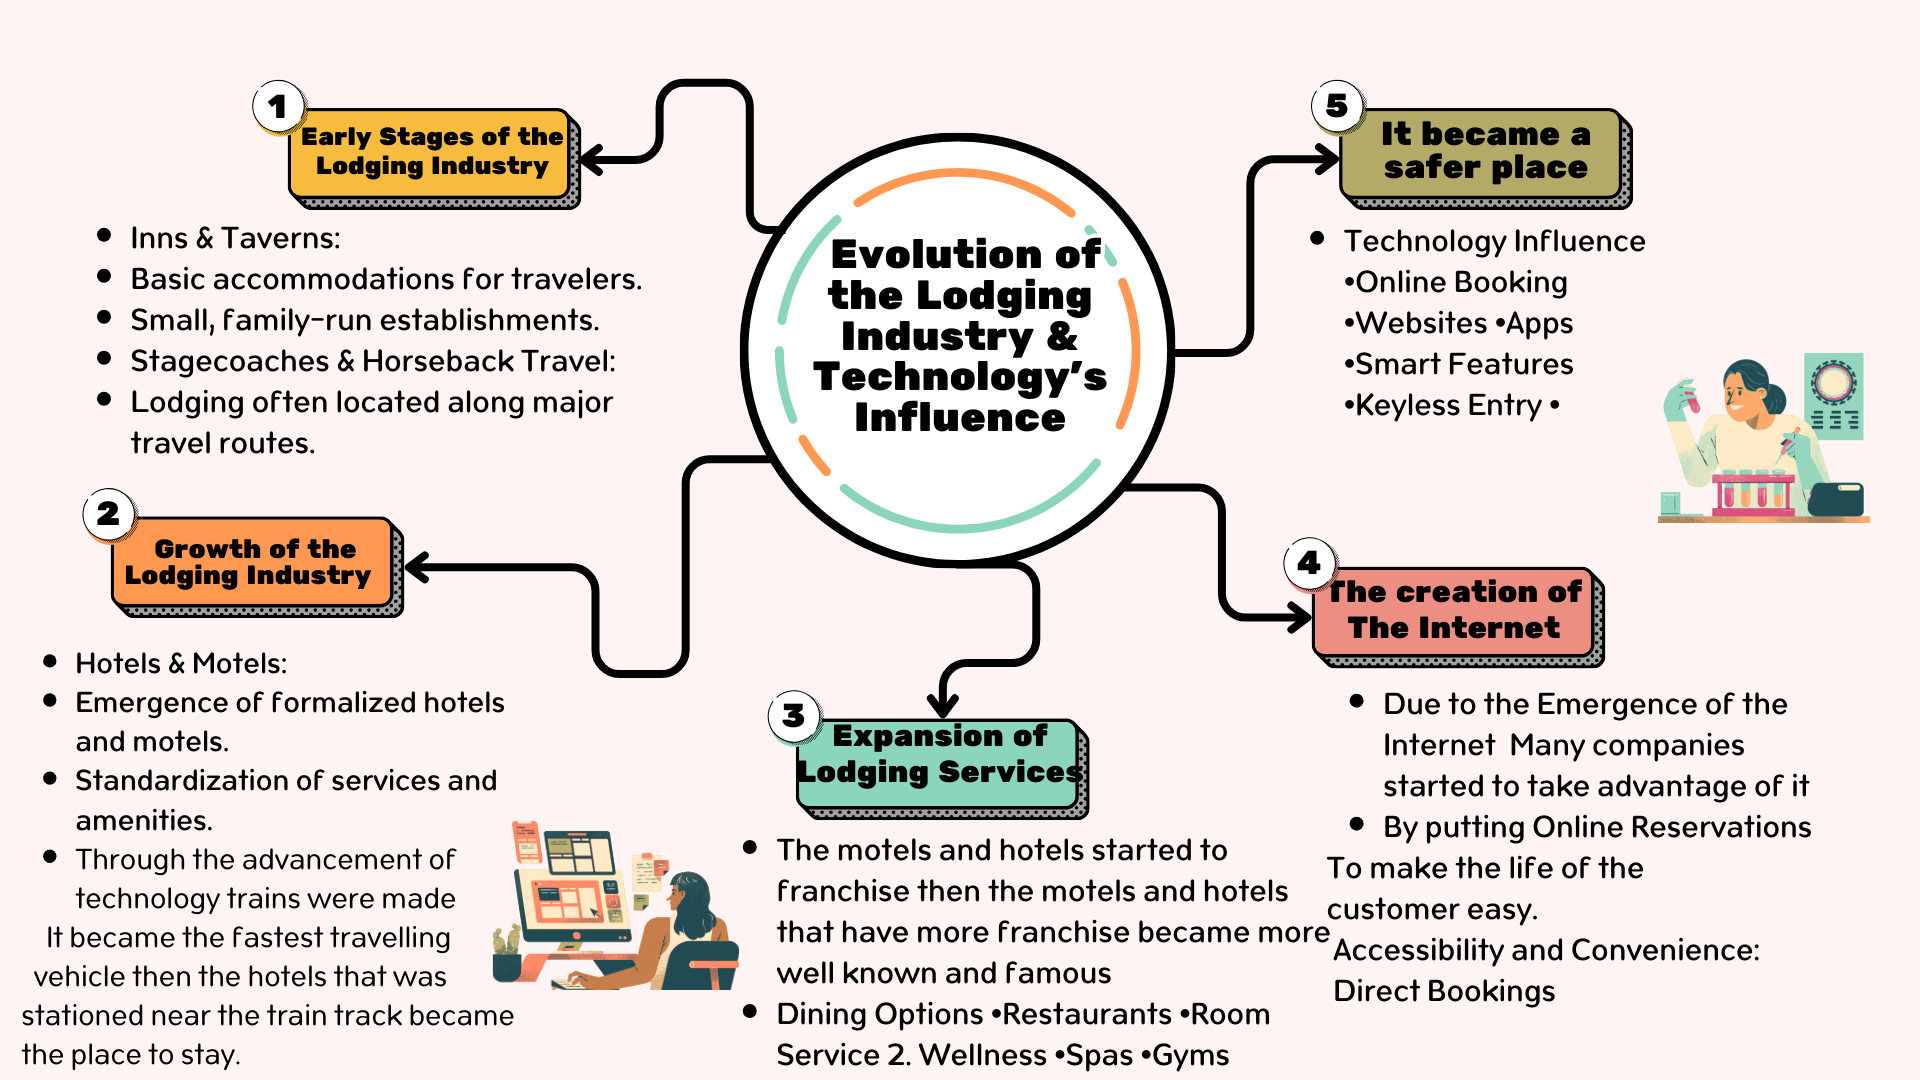 Evolution of
the Lodging
Industry &
Technology's
Influence
1
Early Stages of the
Lodging Industry
• Inns & Taverns:
• Basic accommodations for travelers.
• Small, family-run establishments.
• Stagecoaches & Horseback Travel:
• Lodging often located along major
travel routes.
2
Growth of the
Lodging Industry
• Hotels & Motels:
• Emergence of formalized hotels
and motels.
• Standardization of services and
amenities.
• Through the advancement of
technology trains were made
It became the fastest travelling
vehicle then the hotels that was
stationed near the train track became
the place to stay.
3
Expansion of
Lodging Services
• The motels and hotels started to
franchise then the motels and hotels
that have more franchise became more
well known and famous
• Dining Options •Restaurants •Room
Service 2. Wellness •Spas •Gyms
4
The creation of
The Internet
• Due to the Emergence of the
Internet  Many companies
started to take advantage of it
• By putting Online Reservations
To make the life of the
customer easy.
Accessibility and Convenience:
Direct Bookings
5
It became a
safer place
• Technology Influence
•Online Booking
•Websites •Apps
•Smart Features
•Keyless Entry •